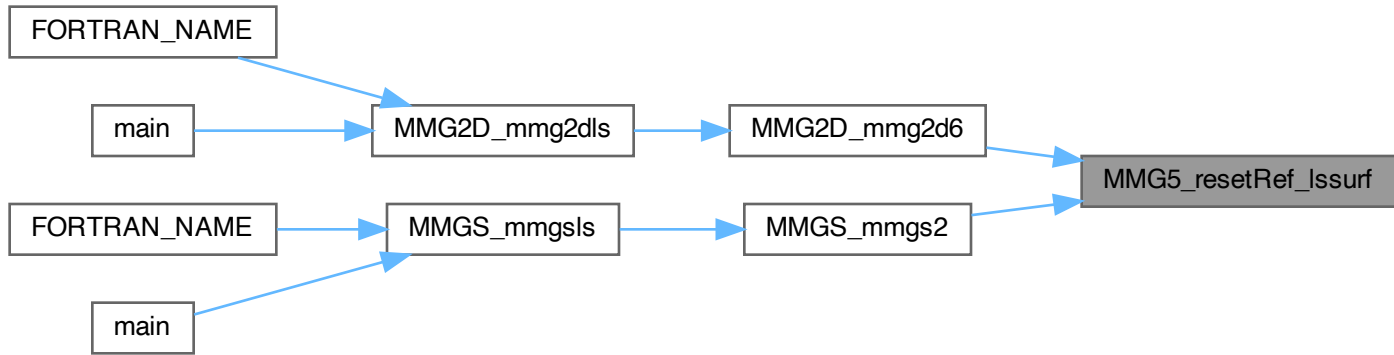 FORTRAN_NAME
main
MMG2D_mmg2dls
MMG2D_mmg2d6
MMG5_resetRef_lssurf
FORTRAN_NAME
MMGS_mmgsls
MMGS_mmgs2
main